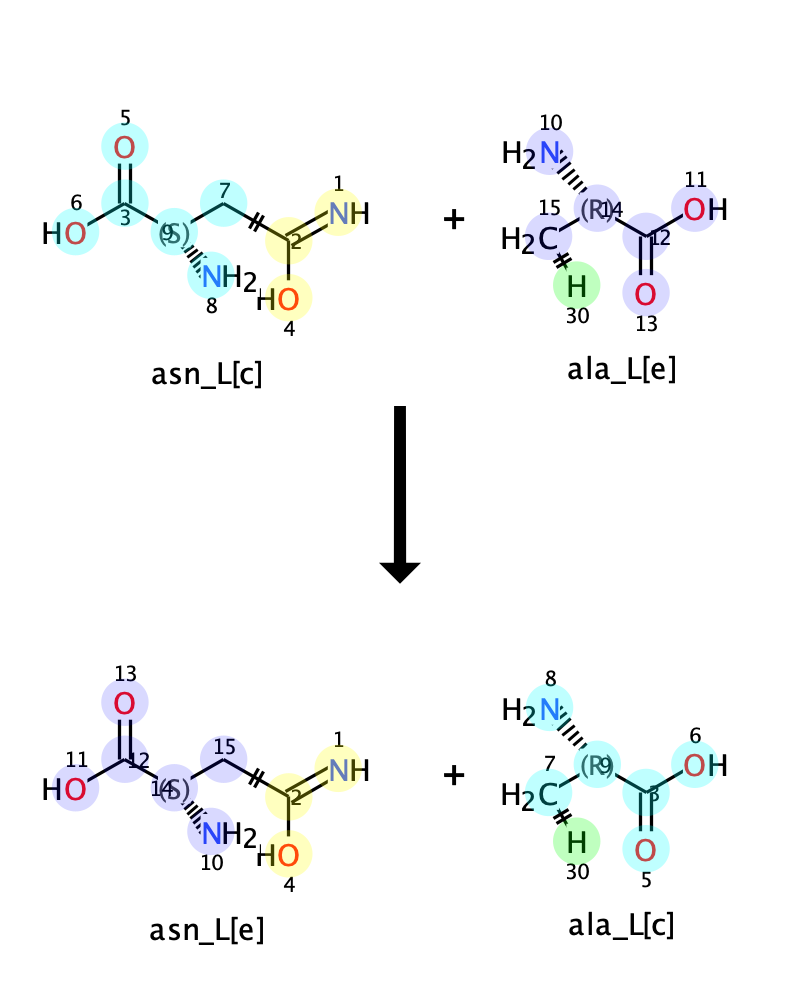 5 10
O H2N
6 7 1 15 (R) 14 11
HO 3 9 (S) NH + H2C 12 OH
NH2 2 H O
8 HO 30 13
4
asn_L[c] ala_L[e]
13 8
O H2N
11 12 15 1 7 (R) 9 6
HO 14 (S) NH + H2C 3 OH
NH2 2 H O
10 HO 30 5
4
asn_L[e] ala_L[c]